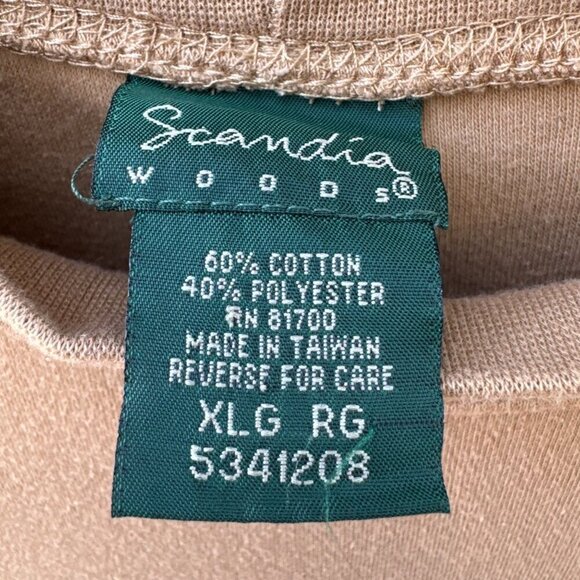 Scandia
WOODS®
60% COTTON
40% POLYESTER
RN 81700
MADE IN TAIWAN
REVERSE FOR CARE
XLG RG
5341208